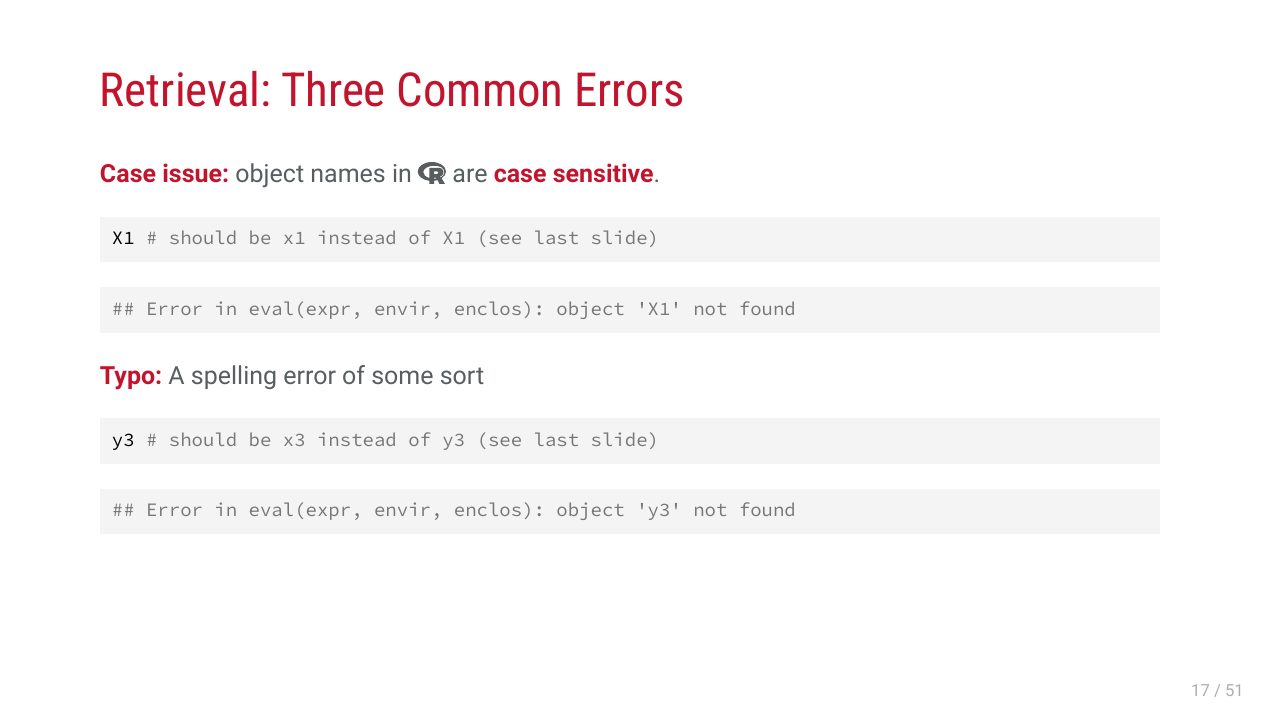 Retrieval: Three Common Errors
Case issue: object names in R are case sensitive.
X1 # should be x1 instead of X1 (see last slide)
## Error in eval(expr, envir, enclos): object 'X1' not found
Typo: A spelling error of some sort
y3 # should be x3 instead of y3 (see last slide)
## Error in eval(expr, envir, enclos): object 'y3' not found
17 / 51